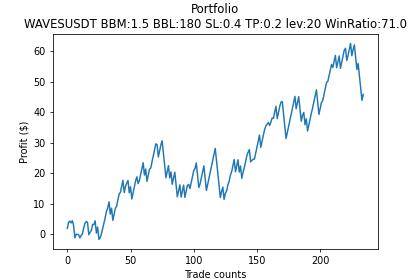 Portfolio
WAVESUSDT BBM:1.5 BBL:180 SL:0.4 TP:0.2 lev:20 WinRatio:71.0
60
50
40
30
20
10
0
Profit ($)
0 50 100 150 200
Trade counts